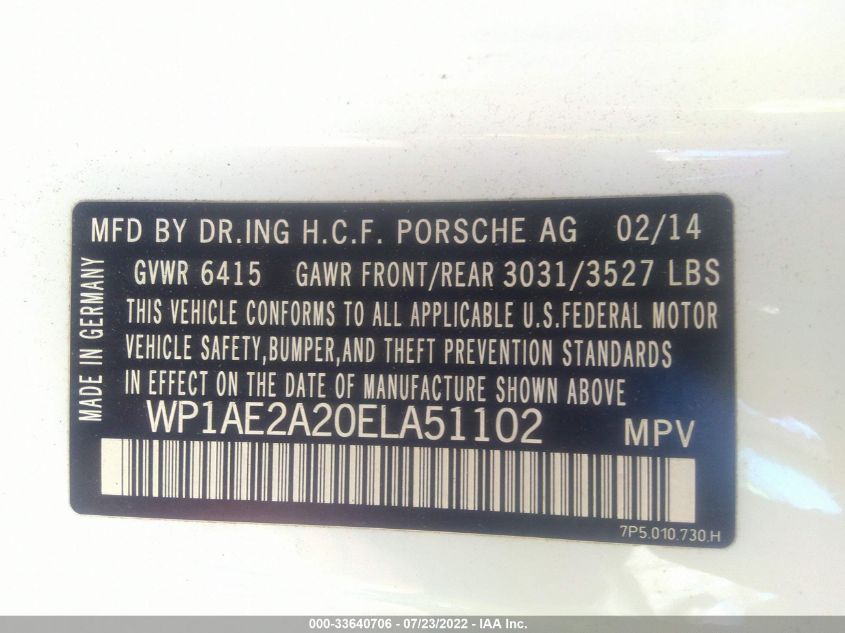 MFD BY DR.ING H.C.F. PORSCHE AG 02/14
GVWR 6415 GAWR FRONT/REAR 3031/3527 LBS
THIS VEHICLE CONFORMS TO ALL APPLICABLE U.S.FEDERAL MOTOR
VEHICLE SAFETY,BUMPER,AND THEFT PREVENTION STANDARDS
IN EFFECT ON THE DATE OF MANUFACTURE SHOWN ABOVE
WP1AE2A20ELA51102 MPV
MADE IN GERMANY
7P5.010.730.H
000-33640706 - 07/23/2022 - IAA Inc.